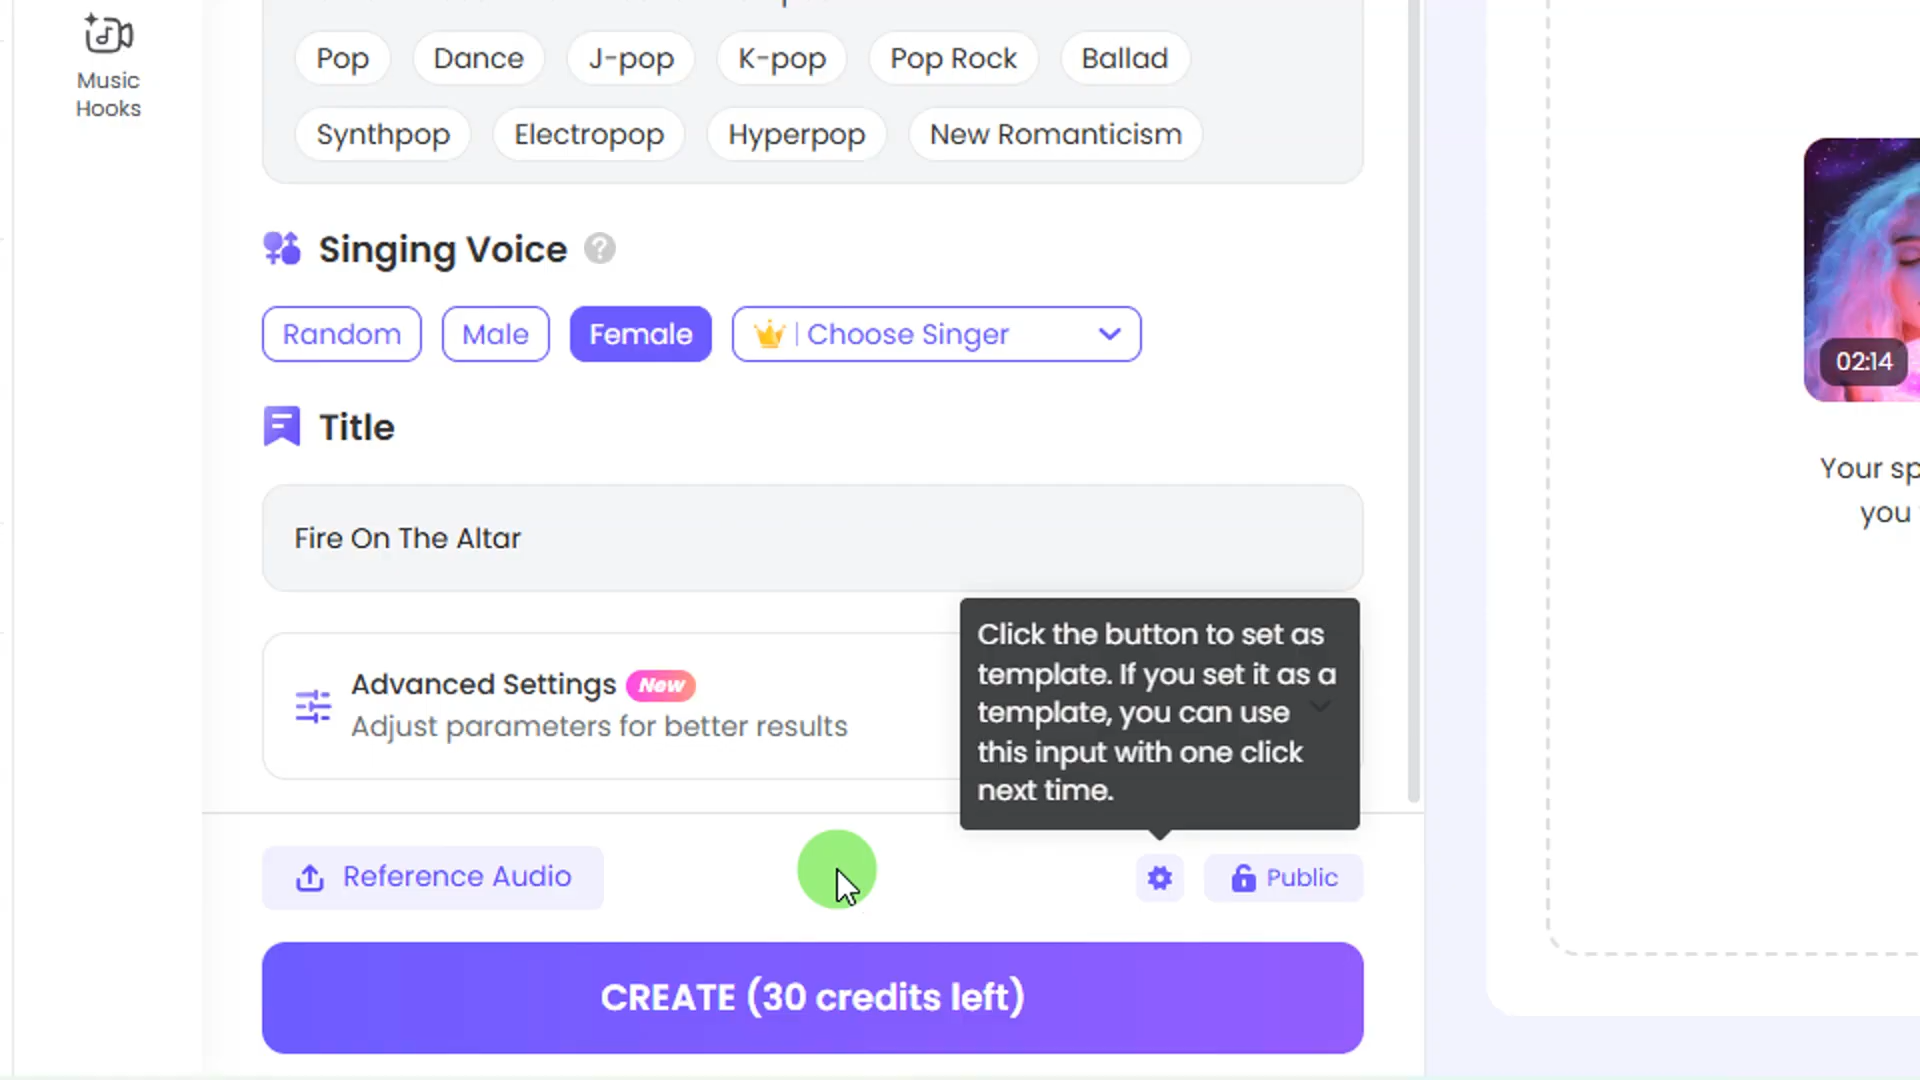 Music
Hooks
Pop
Dance
J-pop
K-pop
Pop Rock
Ballad
Synthpop
Electropop
Hyperpop
New Romanticism
Singing Voice ?
Random
Male
Female
| Choose Singer
Title
Fire On The Altar
Advanced Settings New
Adjust parameters for better results
Click the button to set as
template. If you set it as a
template, you can use
this input with one click
next time.
Reference Audio
Public
CREATE (30 credits left)
02:14
Your sp
you